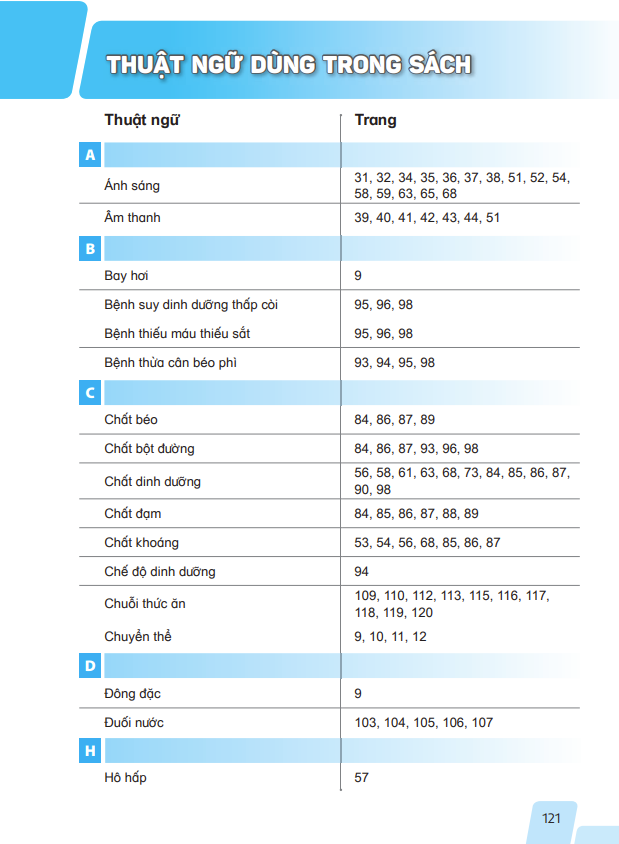 THUẬT NGỮ DÙNG TRONG SÁCH
Thuật ngữ Trang
A
Ánh sáng 31, 32, 34, 35, 36, 37, 38, 51, 52, 54,
58, 59, 63, 65, 68
Âm thanh 39, 40, 41, 42, 43, 44, 51
B
Bay hơi 9
Bệnh suy dinh dưỡng thấp còi 95, 96, 98
Bệnh thiếu máu thiếu sắt 95, 96, 98
Bệnh thừa cân béo phì 93, 94, 95, 98
C
Chất béo 84, 86, 87, 89
Chất bột đường 84, 86, 87, 93, 96, 98
Chất dinh dưỡng 56, 58, 61, 63, 68, 73, 84, 85, 86, 87,
90, 98
Chất đạm 84, 85, 86, 87, 88, 89
Chất khoáng 53, 54, 56, 68, 85, 86, 87
Chế độ dinh dưỡng 94
Chuỗi thức ăn 109, 110, 112, 113, 115, 116, 117,
118, 119, 120
Chuyển thể 9, 10, 11, 12
D
Đông đặc 9
Đuối nước 103, 104, 105, 106, 107
H
Hô hấp 57
121